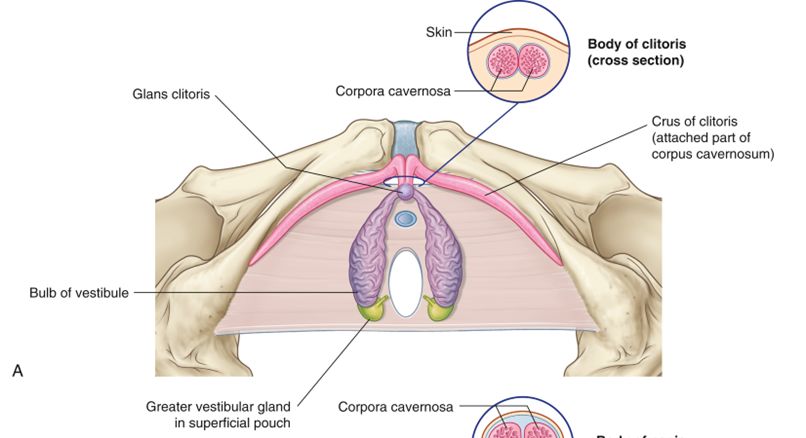 Skin
Body of clitoris
(cross section)
Corpora cavernosa
Glans clitoris
Crus of clitoris
(attached part of
corpus cavernosum)
Bulb of vestibule
A
Greater vestibular gland
in superficial pouch
Corpora cavernosa